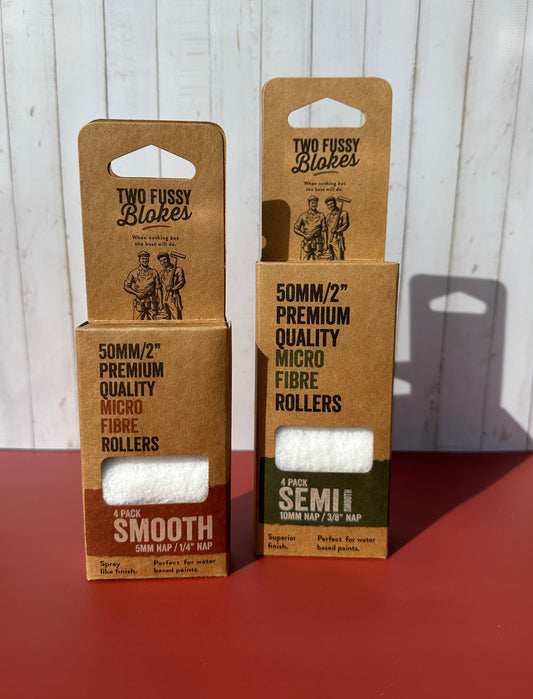 TWO FUSSY
Blokes
When nothing but
the best will do.
50MM/2"
PREMIUM
QUALITY
MICRO
FIBRE
ROLLERS
4 PACK
SMOOTH
5MM NAP / 1/4" NAP
Spray
like finish.
Perfect for water
based paints.
TWO FUSSY
Blokes
When nothing but
the best will do.
50MM/2"
PREMIUM
QUALITY
MICRO
FIBRE
ROLLERS
4 PACK
SEMI
SMOOTH
10MM NAP / 3/8" NAP
Superior
finish.
Perfect for water
based paints.